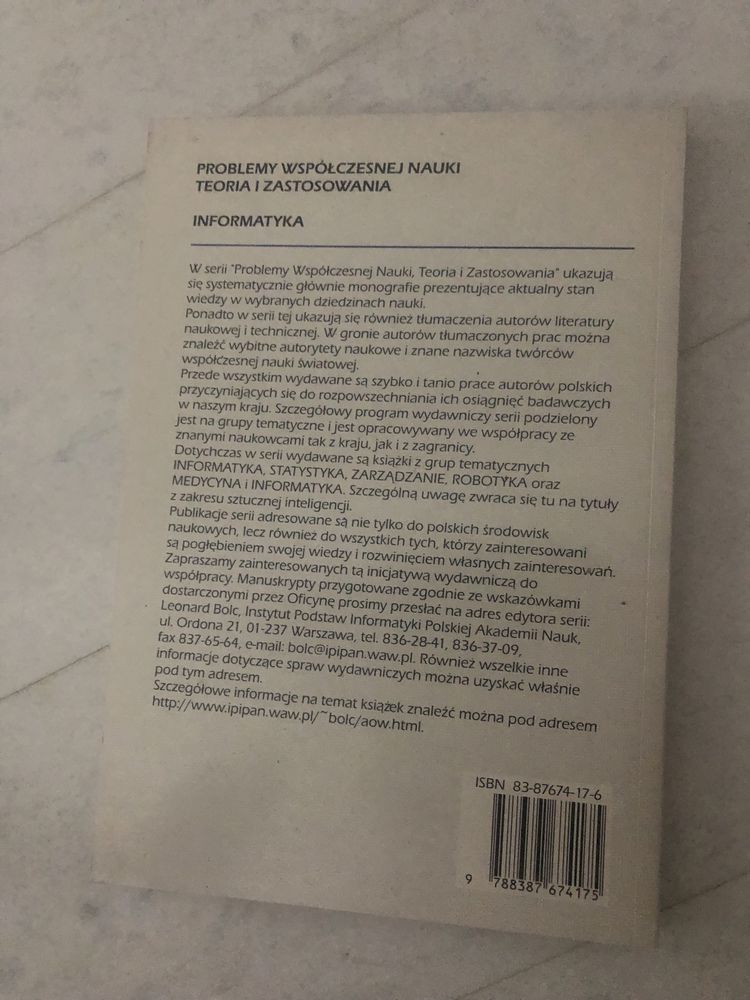 PROBLEMY WSPÓŁCZESNEJ NAUKI
TEORIA I ZASTOSOWANIA
INFORMATYKA
W serii "Problemy Współczesnej Nauki, Teoria i Zastosowania" ukazują
się systematycznie głównie monografie prezentujące aktualny stan
wiedzy w wybranych dziedzinach nauki.
Ponadto w serii tej ukazują się również tłumaczenia autorów literatury
naukowej i technicznej. W gronie autorów tłumaczonych prac można
znaleźć wybitne autorytety naukowe i znane nazwiska twórców
współczesnej nauki światowej.
Przede wszystkim wydawane są szybko i tanio prace autorów polskich
przyczyniających się do rozpowszechniania ich osiągnięć badawczych
w naszym kraju. Szczegółowy program wydawniczy serii podzielony
jest na grupy tematyczne i jest opracowywany we współpracy ze
znanymi naukowcami tak z kraju, jak i z zagranicy.
Dotychczas w serii wydawane są książki z grup tematycznych
INFORMATYKA, STATYSTYKA, ZARZĄDZANIE, ROBOTYKA oraz
MEDYCYNA i INFORMATYKA. Szczególną uwagę zwraca się tu na tytuły
z zakresu sztucznej inteligencji.
Publikacje serii adresowane są nie tylko do polskich środowisk
naukowych, lecz również do wszystkich tych, którzy zainteresowani
są pogłębieniem swojej wiedzy i rozwinięciem własnych zainteresowań.
Zapraszamy zainteresowanych tą inicjatywą wydawniczą do
współpracy. Manuskrypty przygotowane zgodnie ze wskazówkami
dostarczonymi przez Oficynę prosimy przesłać na adres edytora serii:
Leonard Bolc, Instytut Podstaw Informatyki Polskiej Akademii Nauk,
ul. Ordona 21, 01-237 Warszawa, tel. 836-28-41, 836-37-09,
fax 837-65-64, e-mail: bolc@ipipan.waw.pl. Również wszelkie inne
informacje dotyczące spraw wydawniczych można uzyskać właśnie
pod tym adresem.
Szczegółowe informacje na temat książek znaleźć można pod adresem
http://www.ipipan.waw.pl/~bolc/aow.html.
ISBN 83-87674-17-6
9 788387 674175